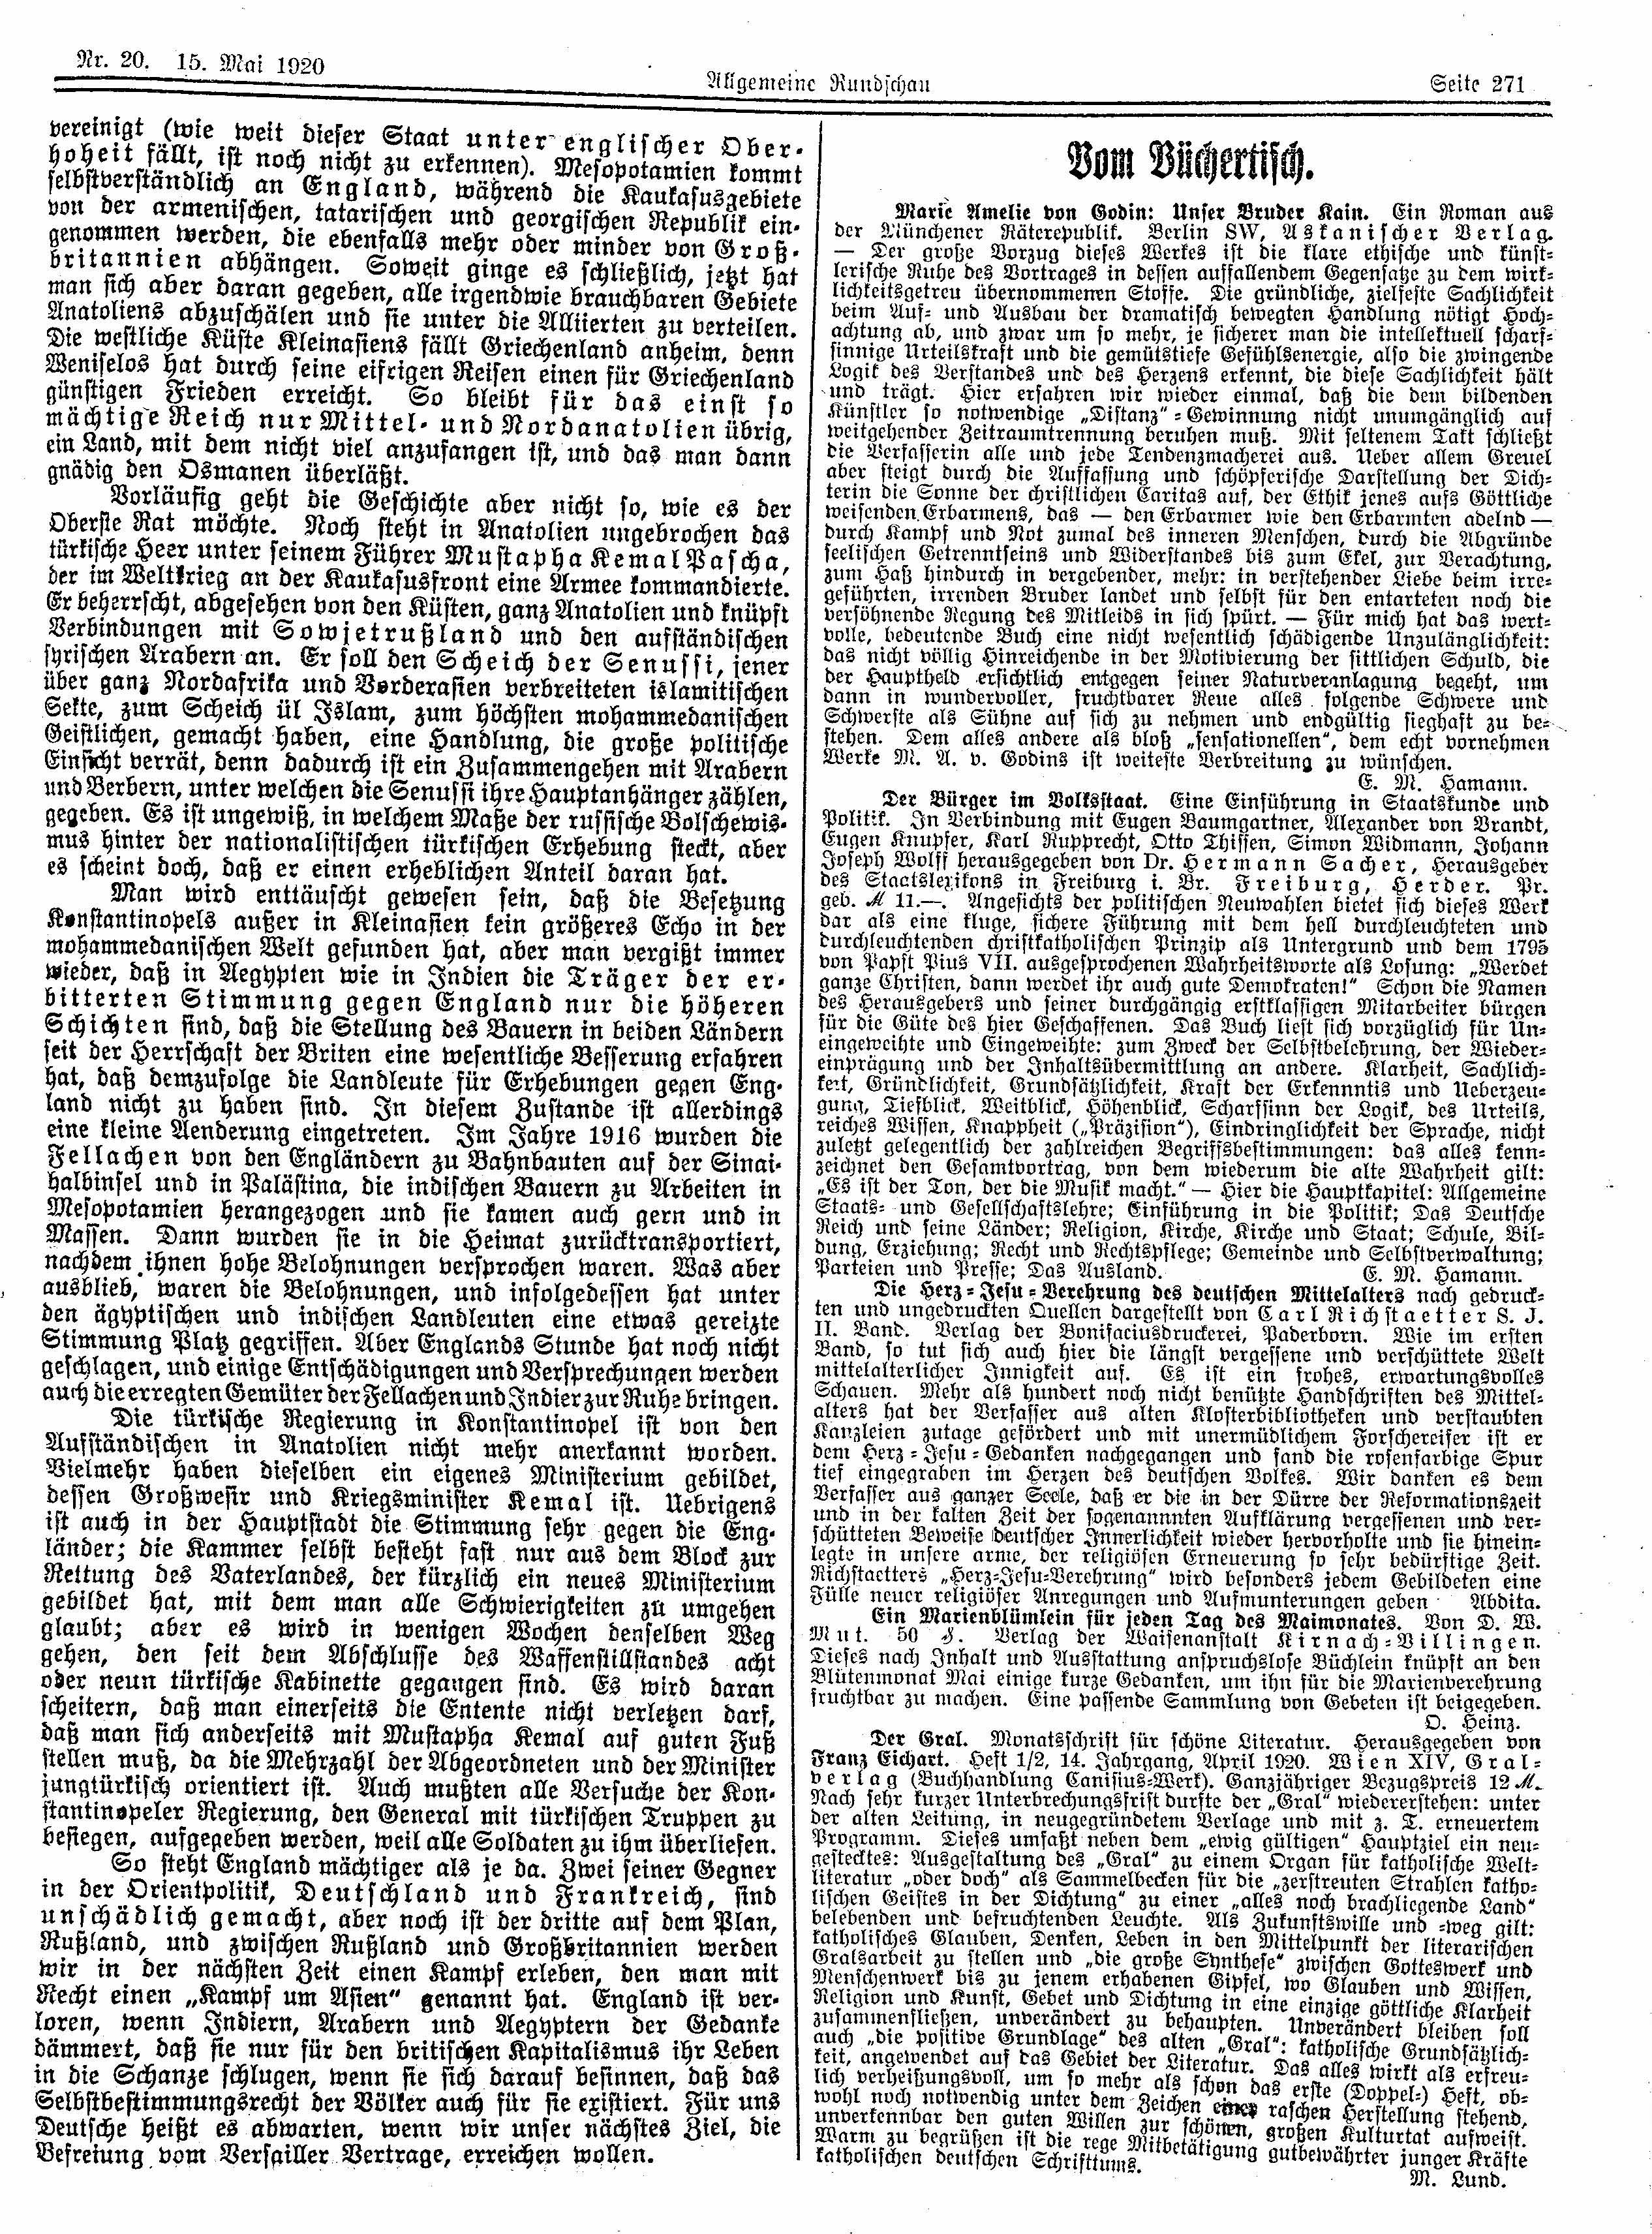 Nr. 20. 15. Mai 1920
Allgemeine Rundschau
Seite 271
vereinigt (wie weit dieser Staat unter englischer Ober-
hoheit fällt, ist noch nicht zu erkennen). Mesopotamien kommt
selbstverständlich an England, während die Kaukasusgebiete
von der armenischen, tatarischen und georgischen Republik ein-
genommen werden, die ebenfalls mehr oder minder von Groß-
britannien abhängen. Soweit ginge es schließlich, jetzt hat
man sich aber daran gegeben, alle irgendwie brauchbaren Gebiete
Anatoliens abzuschälen und sie unter die Alliierten zu verteilen.
Die westliche Küste Kleinasiens fällt Griechenland anheim, denn
Weniselos hat durch seine eifrigen Reisen einen für Griechenland
günstigen Frieden erreicht. So bleibt für das einst so
mächtige Reich nur Mittel- und Nordanatolien übrig,
ein Land, mit dem nicht viel anzufangen ist, und das man dann
gnädig den Osmanen überläßt.
Vorläufig geht die Geschichte aber nicht so, wie es der
Oberste Rat möchte. Noch steht in Anatolien ungebrochen das
türkische Heer unter seinem Führer Mustapha Kemal Pascha,
der im Weltkrieg an der Kaukasusfront eine Armee kommandierte.
Er beherrscht, abgesehen von den Küsten, ganz Anatolien und knüpft
Verbindungen mit Sowjetrußland und den aufständischen
syrischen Arabern an. Er soll den Scheich der Senussi, jener
über ganz Nordafrika und Vorderasien verbreiteten islamitischen
Sekte, zum Scheich ül Islam, zum höchsten mohammedanischen
Geistlichen, gemacht haben, eine Handlung, die große politische
Einsicht verrät, denn dadurch ist ein Zusammengehen mit Arabern
und Berbern, unter welchen die Senussi ihre Hauptanhänger zählen,
gegeben. Es ist ungewiß, in welchem Maße der russische Bolschewis-
mus hinter der nationalistischen türkischen Erhebung steckt, aber
es scheint doch, daß er einen erheblichen Anteil daran hat.
Man wird enttäuscht gewesen sein, daß die Besetzung
Konstantinopels außer in Kleinasien kein größeres Echo in der
mohammedanischen Welt gefunden hat, aber man vergißt immer
wieder, daß in Aegypten wie in Indien die Träger der er-
bitterten Stimmung gegen England nur die höheren
Schichten sind, daß die Stellung des Bauern in beiden Ländern
seit der Herrschaft der Briten eine wesentliche Besserung erfahren
hat, daß demzufolge die Landleute für Erhebungen gegen Eng-
land nicht zu haben sind. In diesem Zustande ist allerdings
eine kleine Aenderung eingetreten. Im Jahre 1916 wurden die
Fellachen von den Engländern zu Bahnbauten auf der Sinai-
halbinsel und in Palästina, die indischen Bauern zu Arbeiten in
Mesopotamien herangezogen und sie kamen auch gern und in
Massen. Dann wurden sie in die Heimat zurücktransportiert,
nachdem ihnen hohe Belohnungen versprochen waren. Was aber
ausblieb, waren die Belohnungen, und infolgedessen hat unter
den ägyptischen und indischen Landleuten eine etwas gereizte
Stimmung Platz gegriffen. Aber Englands Stunde hat noch nicht
geschlagen, und einige Entschädigungen und Versprechungen werden
auch die erregten Gemüter der Fellachen und Indier zur Ruhe bringen.
Die türkische Regierung in Konstantinopel ist von den
Aufständischen in Anatolien nicht mehr anerkannt worden.
Vielmehr haben dieselben ein eigenes Ministerium gebildet,
dessen Großwesir und Kriegsminister Kemal ist. Uebrigens
ist auch in der Hauptstadt die Stimmung sehr gegen die Eng-
länder; die Kammer selbst besteht fast nur aus dem Block zur
Rettung des Vaterlandes, der kürzlich ein neues Ministerium
gebildet hat, mit dem man alle Schwierigkeiten zu umgehen
glaubt; aber es wird in wenigen Wochen denselben Weg
gehen, den seit dem Abschlusse des Waffenstillstandes acht
oder neun türkische Kabinette gegangen sind. Es wird daran
scheitern, daß man einerseits die Entente nicht verletzen darf,
daß man sich anderseits mit Mustapha Kemal auf guten Fuß
stellen muß, da die Mehrzahl der Abgeordneten und der Minister
jungtürkisch orientiert ist. Auch mußten alle Versuche der Kon-
stantinopeler Regierung, den General mit türkischen Truppen zu
besiegen, aufgegeben werden, weil alle Soldaten zu ihm überliefen.
So steht England mächtiger als je da. Zwei seiner Gegner
in der Orientpolitik, Deutschland und Frankreich, sind
unschädlich gemacht, aber noch ist der dritte auf dem Plan,
Rußland, und zwischen Rußland und Großbritannien werden
wir in der nächsten Zeit einen Kampf erleben, den man mit
Recht einen „Kampf um Asien“ genannt hat. England ist ver-
loren, wenn Indiern, Arabern und Aegyptern der Gedanke
dämmert, daß sie nur für den britischen Kapitalismus ihr Leben
in die Schanze schlugen, wenn sie sich darauf besinnen, daß das
Selbstbestimmungsrecht der Völker auch für sie existiert. Für uns
Deutsche heißt es abwarten, wenn wir unser nächstes Ziel, die
Befreiung vom Versailler Vertrage, erreichen wollen.
Vom Büchertisch.
Marie Amelie von Godin: Unser Bruder Kain. Ein Roman aus
der Münchener Räterepublik. Berlin SW, Askanischer Verlag.
— Der große Vorzug dieses Werkes ist die klare ethische und künst-
lerische Ruhe des Vortrages in dessen auffallendem Gegensatze zu dem wirk-
lichkeitsgetreu übernommenen Stoffe. Die gründliche, zielfeste Sachlichkeit
beim Auf- und Ausbau der dramatisch bewegten Handlung nötigt Hoch-
achtung ab, und zwar um so mehr, je sicherer man die intellektuell scharf-
sinnige Urteilskraft und die gemütstiefe Gefühlsenergie, also die zwingende
Logik des Verstandes und des Herzens erkennt, die diese Sachlichkeit hält
und trägt. Hier erfahren wir wieder einmal, daß die dem bildenden
Künstler so notwendige „Distanz“-Gewinnung nicht unumgänglich auf
weitgehender Zeitraumtrennung beruhen muß. Mit seltenem Takt schließt
die Verfasserin alle und jede Tendenzmacherei aus. Ueber allem Greuel
aber steigt durch die Auffassung und schöpferische Darstellung der Dich-
terin die Sonne der christlichen Caritas auf, der Ethik jenes aufs Göttliche
weisenden Erbarmens, das — den Erbarmer wie den Erbarmten adelnd —
durch Kampf und Not zumal des inneren Menschen, durch die Abgründe
seelischen Getrenntseins und Widerstandes bis zum Ekel, zur Verachtung,
zum Haß hindurch in vergebender, mehr: in verstehender Liebe beim irre-
geführten, irrenden Bruder landet und selbst für den entarteten noch die
versöhnende Regung des Mitleids in sich spürt. — Für mich hat das wert-
volle, bedeutende Buch eine nicht wesentlich schädigende Unzulänglichkeit:
das nicht völlig Hinreichende in der Motivierung der sittlichen Schuld, die
der Hauptheld ersichtlich entgegen seiner Naturveranlagung begeht, um
dann in wundervoller, fruchtbarer Reue alles folgende Schwere und
Schwerste als Sühne auf sich zu nehmen und endgültig sieghaft zu be-
stehen. Dem alles andere als bloß „sensationellen“, dem echt vornehmen
Werke M. A. v. Godins ist weiteste Verbreitung zu wünschen.
E. M. Hamann.
Der Bürger im Volksstaat. Eine Einführung in Staatskunde und
Politik. In Verbindung mit Eugen Baumgartner, Alexander von Brandt,
Eugen Knupfer, Karl Rupprecht, Otto Thissen, Simon Widmann, Johann
Joseph Wolff herausgegeben von Dr. Hermann Sacher, Herausgeber
des Staatslexikons in Freiburg i. Br. Freiburg, Herder. Pr.
geb. ℳ 11.—. Angesichts der politischen Neuwahlen bietet sich dieses Werk
dar als eine kluge, sichere Führung mit dem hell durchleuchteten und
durchleuchtenden christkatholischen Prinzip als Untergrund und dem 1795
von Papst Pius VII. ausgesprochenen Wahrheitsworte als Losung: „Werdet
ganze Christen, dann werdet ihr auch gute Demokraten!“ Schon die Namen
des Herausgebers und seiner durchgängig erstklassigen Mitarbeiter bürgen
für die Güte des hier Geschaffenen. Das Buch liest sich vorzüglich für Un-
eingeweihte und Eingeweihte: zum Zweck der Selbstbelehrung, der Wieder-
einprägung und der Inhaltsübermittlung an andere. Klarheit, Sachlich-
keit, Gründlichkeit, Grundsätzlichkeit, Kraft der Erkenntnis und Ueberzeu-
gung, Tiefblick, Weitblick, Höhenblick, Scharfsinn der Logik, des Urteils,
reiches Wissen, Knappheit („Präzision“), Eindringlichkeit der Sprache, nicht
zuletzt gelegentlich der zahlreichen Begriffsbestimmungen: das alles kenn-
zeichnet den Gesamtvortrag, von dem wiederum die alte Wahrheit gilt:
„Es ist der Ton, der die Musik macht.“ — Hier die Hauptkapitel: Allgemeine
Staats- und Gesellschaftslehre; Einführung in die Politik; Das Deutsche
Reich und seine Länder; Religion, Kirche, Kirche und Staat; Schule, Bil-
dung, Erziehung; Recht und Rechtspflege; Gemeinde und Selbstverwaltung;
Parteien und Presse; Das Ausland. E. M. Hamann.
Die Herz-Jesu-Verehrung des deutschen Mittelalters nach gedruck-
ten und ungedruckten Quellen dargestellt von Carl Richstaetter S. J.
II. Band. Verlag der Bonifaciusdruckerei, Paderborn. Wie im ersten
Band, so tut sich auch hier die längst vergessene und verschüttete Welt
mittelalterlicher Innigkeit auf. Es ist ein frohes, erwartungsvolles
Schauen. Mehr als hundert noch nicht benützte Handschriften des Mittel-
alters hat der Verfasser aus alten Klosterbibliotheken und verstaubten
Kanzleien zutage gefördert und mit unermüdlichem Forschereifer ist er
dem Herz-Jesu-Gedanken nachgegangen und fand die rosenfarbige Spur
tief eingegraben im Herzen des deutschen Volkes. Wir danken es dem
Verfasser aus ganzer Seele, daß er die in der Dürre der Reformationszeit
und in der kalten Zeit der sogenannnten Aufklärung vergessenen und ver-
schütteten Beweise deutscher Innerlichkeit wieder hervorholte und sie hinein-
legte in unsere arme, der religiösen Erneuerung so sehr bedürftige Zeit.
Richstaetters „Herz-Jesu-Verehrung“ wird besonders jedem Gebildeten eine
Fülle neuer religiöser Anregungen und Aufmunterungen geben Abdita.
Ein Marienblümlein für jeden Tag des Maimonates. Von D. W.
Mut. 50 ₰. Verlag der Waisenanstalt Kirnach-Villingen.
Dieses nach Inhalt und Ausstattung anspruchslose Büchlein knüpft an den
Blütenmonat Mai einige kurze Gedanken, um ihn für die Marienverehrung
fruchtbar zu machen. Eine passende Sammlung von Gebeten ist beigegeben.
O. Heinz.
Der Gral. Monatsschrift für schöne Literatur. Herausgegeben von
Franz Eichart. Heft 1/2, 14. Jahrgang, April 1920. Wien XIV, Gral-
verlag (Buchhandlung Canisius-Werk). Ganzjähriger Bezugspreis 12 ℳ.
Nach sehr kurzer Unterbrechungsfrist durfte der „Gral“ wiedererstehen: unter
der alten Leitung, in neugegründetem Verlage und mit z. T. erneuertem
Programm. Dieses umfaßt neben dem „ewig gültigen“ Hauptziel ein neu-
gestecktes: Ausgestaltung des „Gral“ zu einem Organ für katholische Welt-
literatur „oder doch“ als Sammelbecken für die „zerstreuten Strahlen katho-
lischen Geistes in der Dichtung“ zu einer „alles noch brachliegende Land“
belebenden und befruchtenden Leuchte. Als Zukunftswille und -weg gilt:
katholisches Glauben, Denken, Leben in den Mittelpunkt der literarischen
Gralsarbeit zu stellen und „die große Synthese“ zwischen Gotteswerk und
Menschenwerk bis zu jenem erhabenen Gipfel, wo Glauben und Wissen,
Religion und Kunst, Gebet und Dichtung in eine einzige göttliche Klarheit
zusammenfließen, unverändert zu behaupten. Unverändert bleiben soll
auch „die positive Grundlage“ des alten „Gral“: katholische Grundsätzlich-
keit, angewendet auf das Gebiet der Literatur. Das alles wirkt als erfreu-
lich verheißungsvoll, um so mehr als schon das erste (Doppel-) Heft, ob-
wohl noch notwendig unter dem Zeichen einer raschen Herstellung stehend,
unverkennbar den guten Willen zur schönen, großen Kulturtat aufweist.
Warm zu begrüßen ist die rege Mitbetätigung gutbewährter junger Kräfte
katholischen deutschen Schrifttums.
M. Lund.